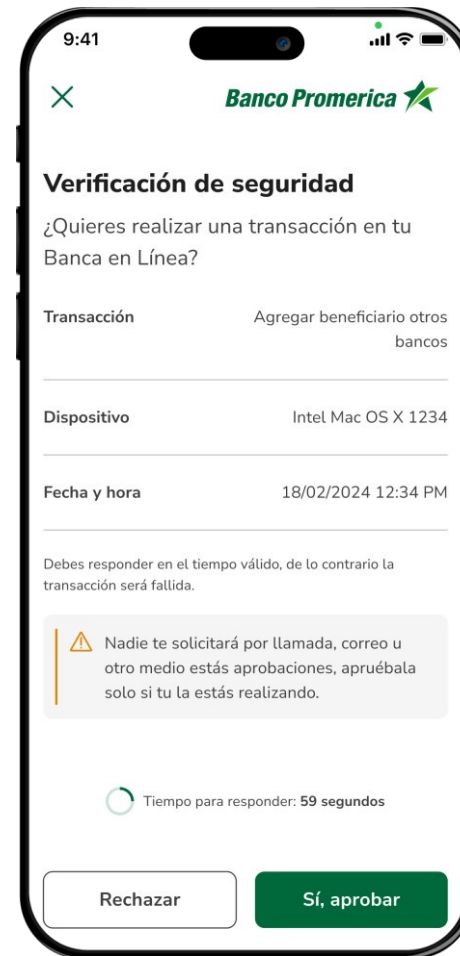 9:41
Banco Promerica
Verificación de seguridad
¿Quieres realizar una transacción en tu
Banca en Línea?
Transacción
Agregar beneficiario otros
bancos
Dispositivo
Intel Mac OS X 1234
Fecha y hora
18/02/2024 12:34 PM
Debes responder en el tiempo válido, de lo contrario la
transacción será fallida.
Nadie te solicitará por llamada, correo u
otro medio estás aprobaciones, apruébala
solo si tu la estás realizando.
Tiempo para responder: 59 segundos
Rechazar
Sí, aprobar